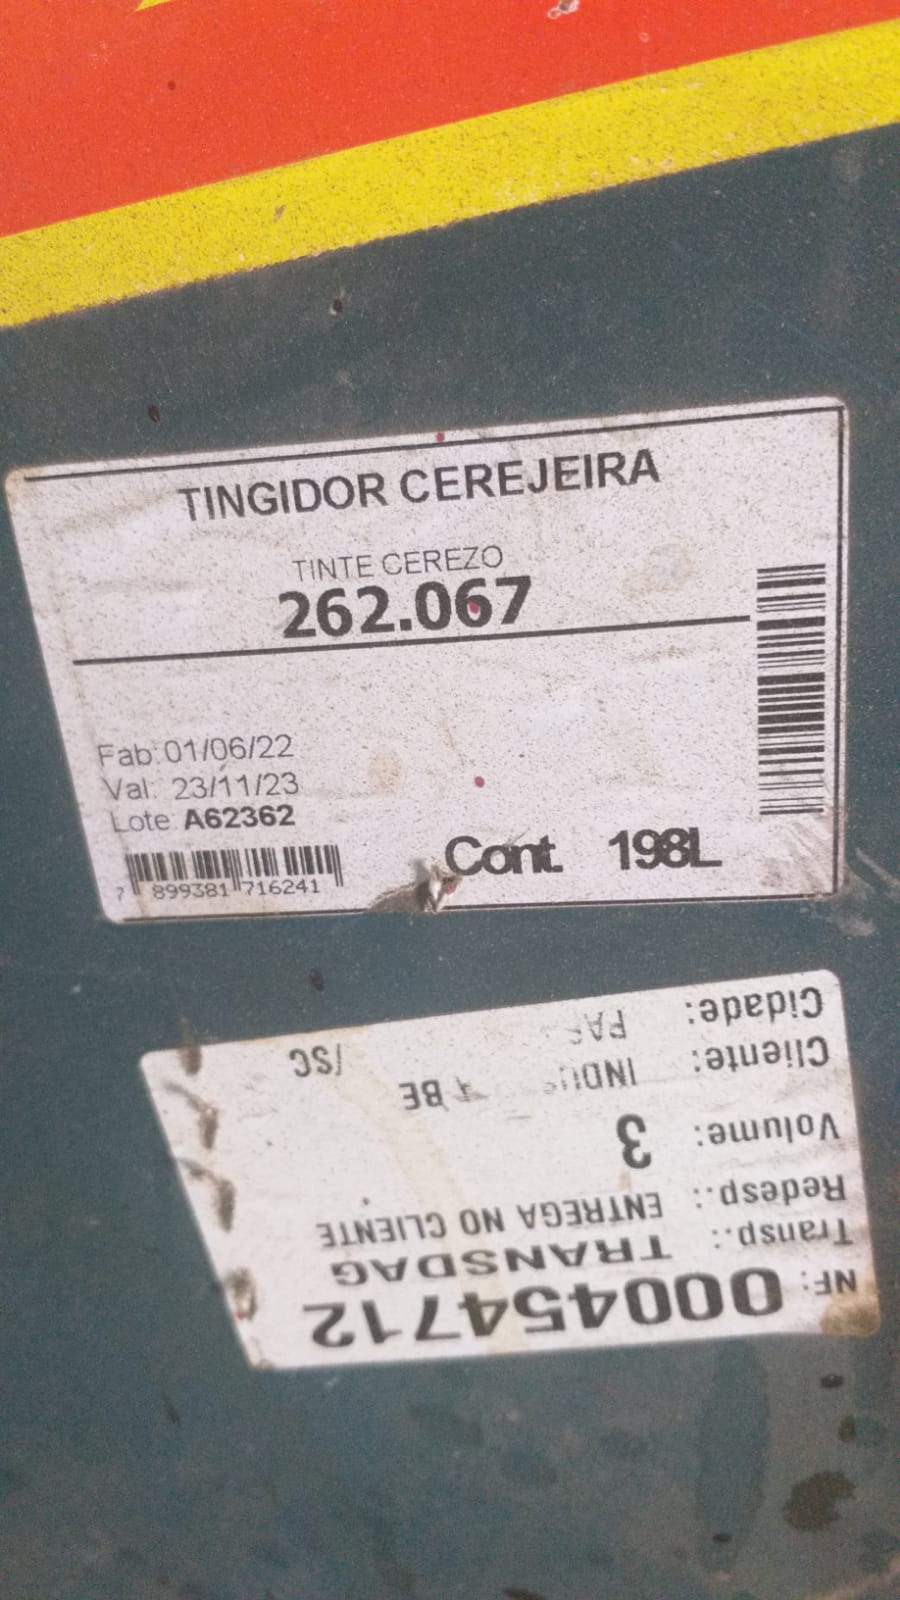 TINGIDOR CEREJEIRA
TINTE CEREZO
262.067
Fab: 01/06/22
Val: 23/11/23
Lote A62362
Cont. 198L
7 899381 716241
NF: 000454712
Transp.: TRANSDAG
Redesp.: ENTREGA NO CLIENTE
Volume: 3
Cliente: BE
Cidade: /SC